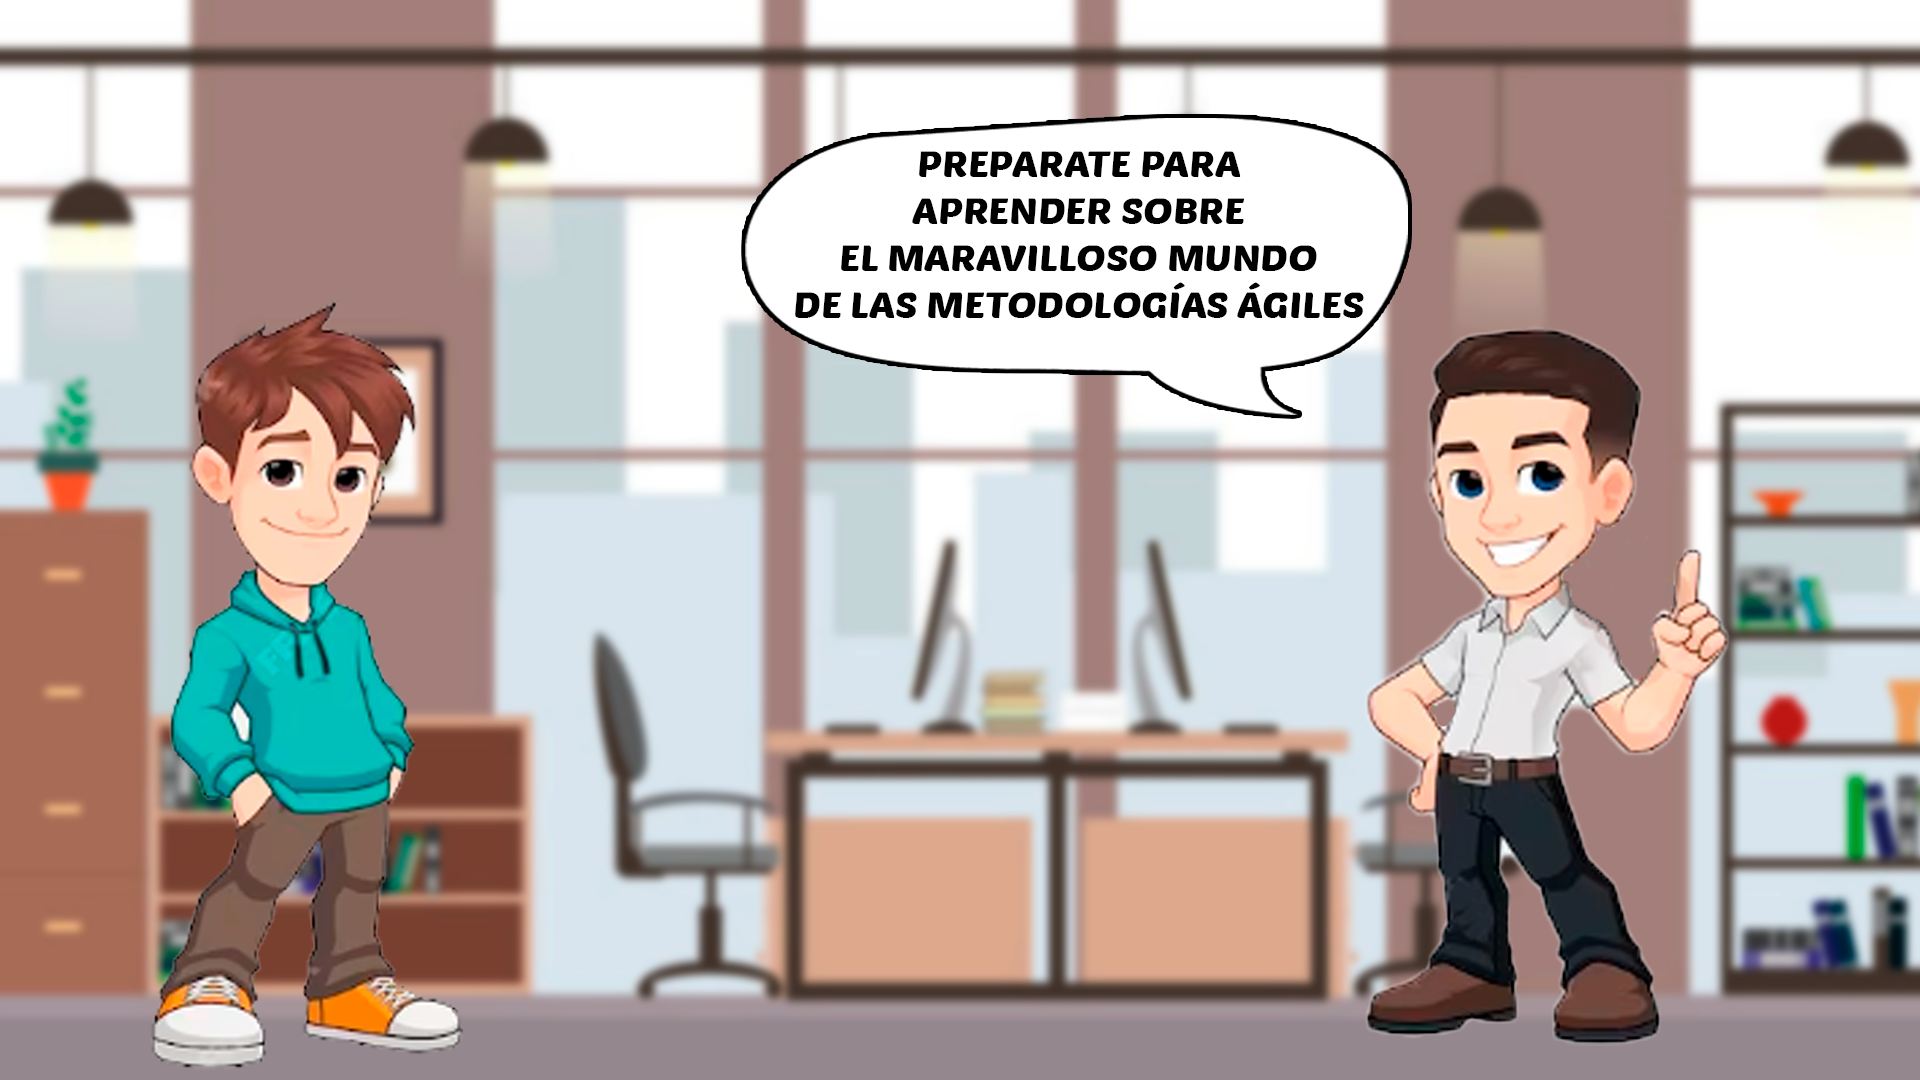 PREPARATE PARA
APRENDER SOBRE
EL MARAVILLOSO MUNDO
DE LAS METODOLOGÍAS ÁGILES